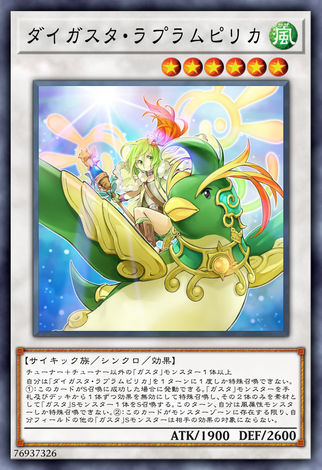 ダイガスタ・ラプラムピリカ
風
【サイキック族／シンクロ／効果】
チューナー＋チューナー以外の「ガスタ」モンスター１体以上
自分は「ダイガスタ・ラプラムピリカ」を１ターンに１度しか特殊召喚できない。
①：このカードがS召喚に成功した場合に発動できる。「ガスタ」モンスターを手
札及びデッキから１体ずつ効果を無効にして特殊召喚し、その２体のみを素材と
して「ガスタ」Sモンスター１体をS召喚する。このターン、自分は風属性モンスタ
ーしか特殊召喚できない。②：このカードがモンスターゾーンに存在する限り、自
分フィールドの他の「ガスタ」Sモンスターは相手の効果の対象にならない。
ATK/1900 DEF/2600
76937326